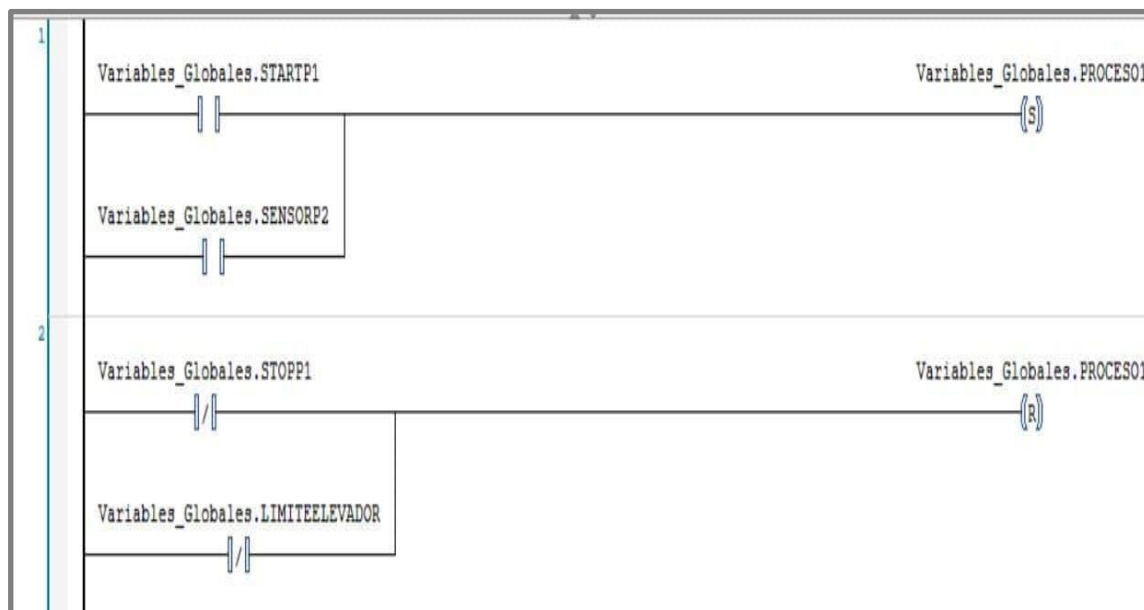 1
Variables_Globales.STARTP1 Variables_Globales.PROCESO1
S
Variables_Globales.SENSORP2
2
Variables_Globales.STOPP1 Variables_Globales.PROCESO1
/ R
Variables_Globales.LIMITEELEVADOR
/